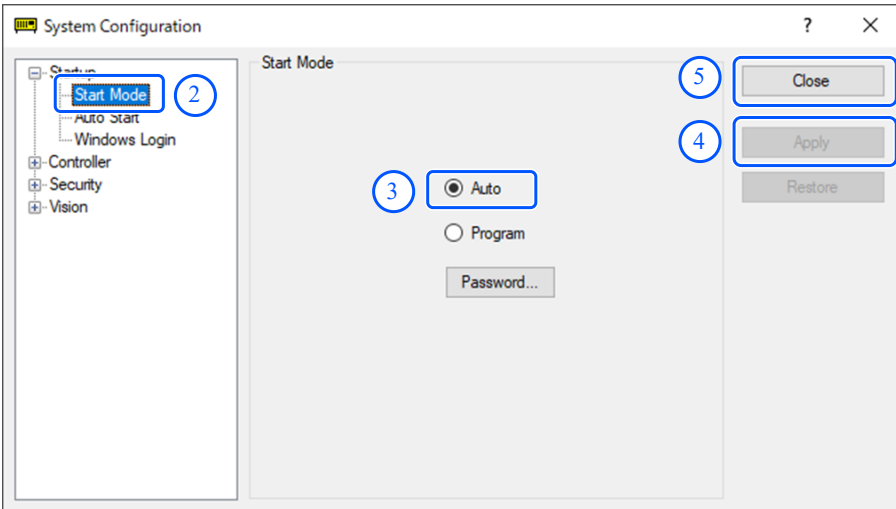 System Configuration
?
Startup
Start Mode
2
Auto Start
Windows Login
Controller
Security
Vision
Start Mode
3
Auto
Program
Password...
5
Close
4
Apply
Restore